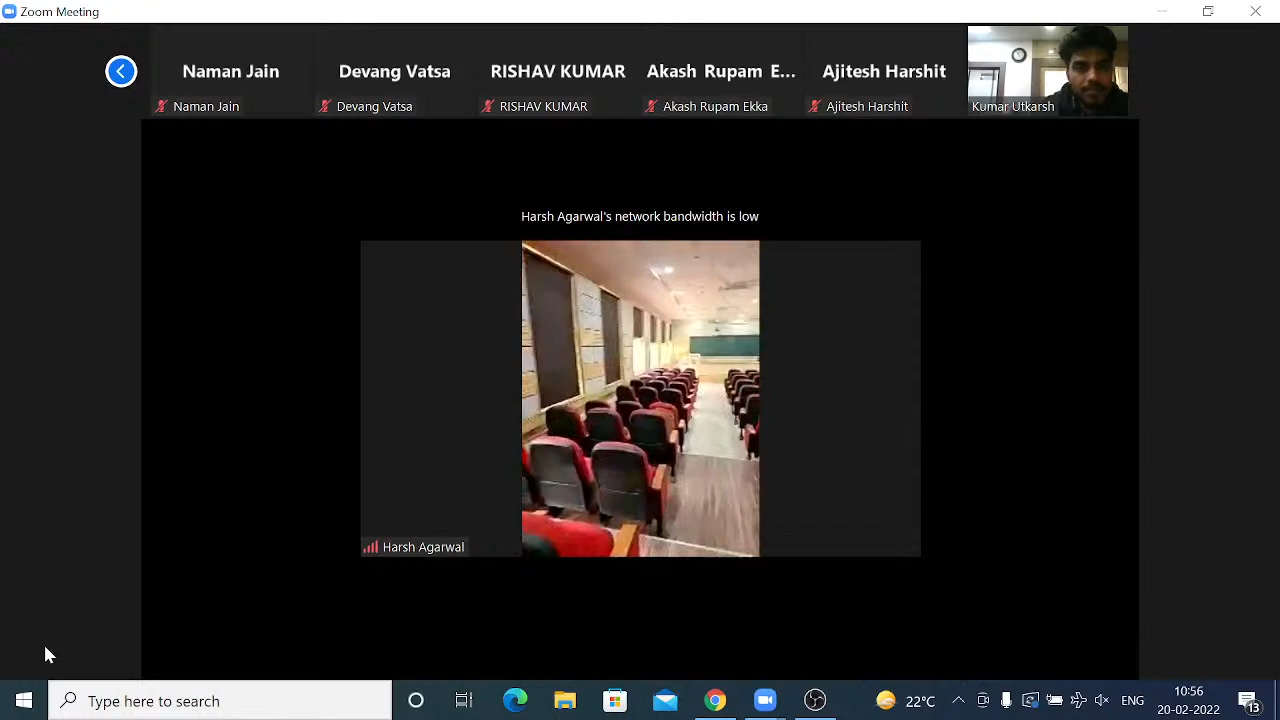 Zoom Meeting
Naman Jain
Devang Vatsa
RISHAV KUMAR
Akash Rupam E...
Ajitesh Harshit
Naman Jain
Devang Vatsa
RISHAV KUMAR
Akash Rupam Ekka
Ajitesh Harshit
Kumar Utkarsh
Harsh Agarwal's network bandwidth is low
Harsh Agarwal
Type here to search
22°C
ENG
10:56
20-02-2022
13